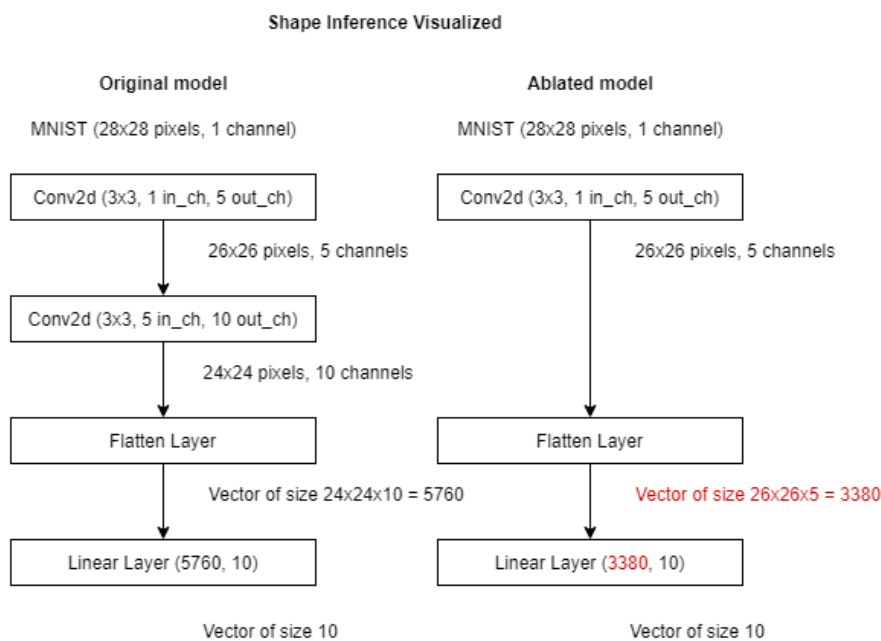 Shape Inference Visualized
Original model
MNIST (28x28 pixels, 1 channel)
Conv2d (3x3, 1 in_ch, 5 out_ch)
26x26 pixels, 5 channels
Conv2d (3x3, 5 in_ch, 10 out_ch)
24x24 pixels, 10 channels
Flatten Layer
Vector of size 24x24x10 = 5760
Linear Layer (5760, 10)
Vector of size 10
Ablated model
MNIST (28x28 pixels, 1 channel)
Conv2d (3x3, 1 in_ch, 5 out_ch)
26x26 pixels, 5 channels
Flatten Layer
Vector of size 26x26x5 = 3380
Linear Layer (3380, 10)
Vector of size 10